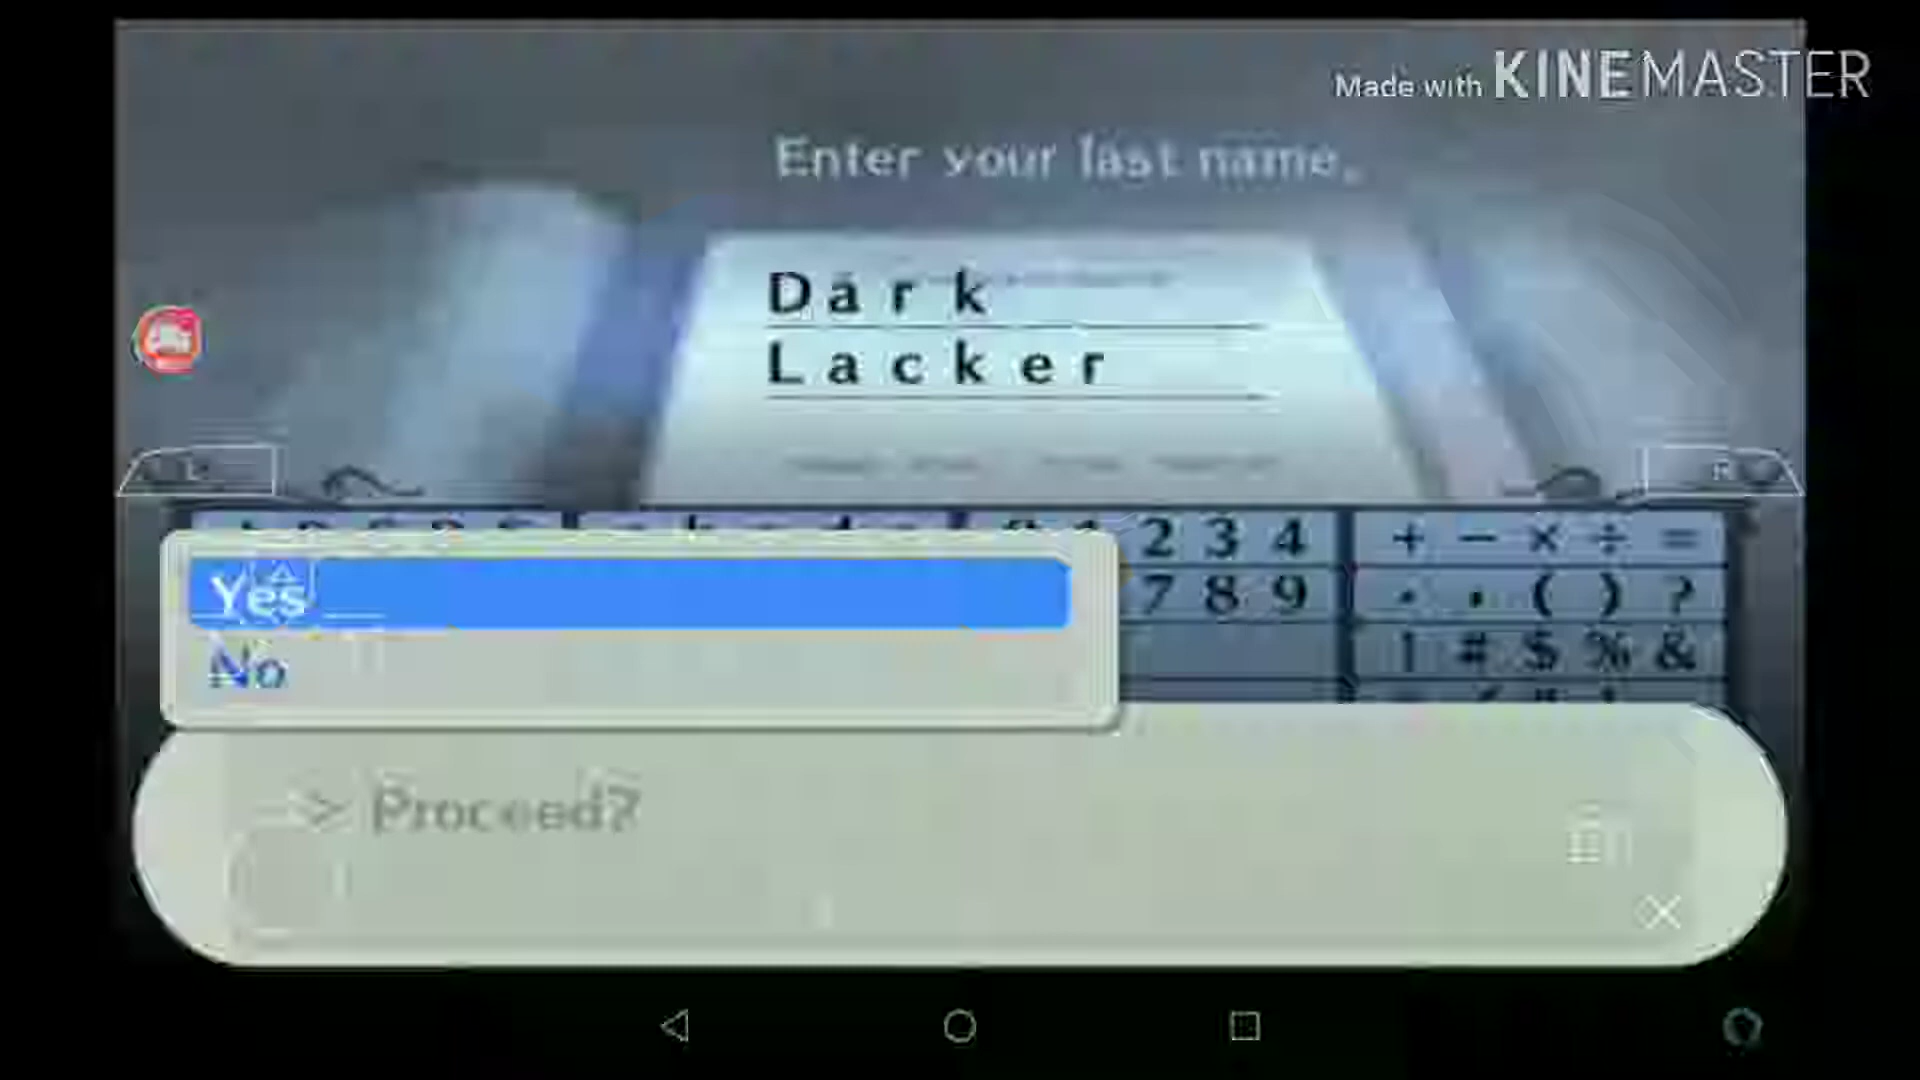 Made with KINEMASTER
Enter your last name.
Dark
Lacker
2 3 4 + − × ÷ =
7 8 9 ( ) ?
! # $ % &
Yes
No
> Proceed?